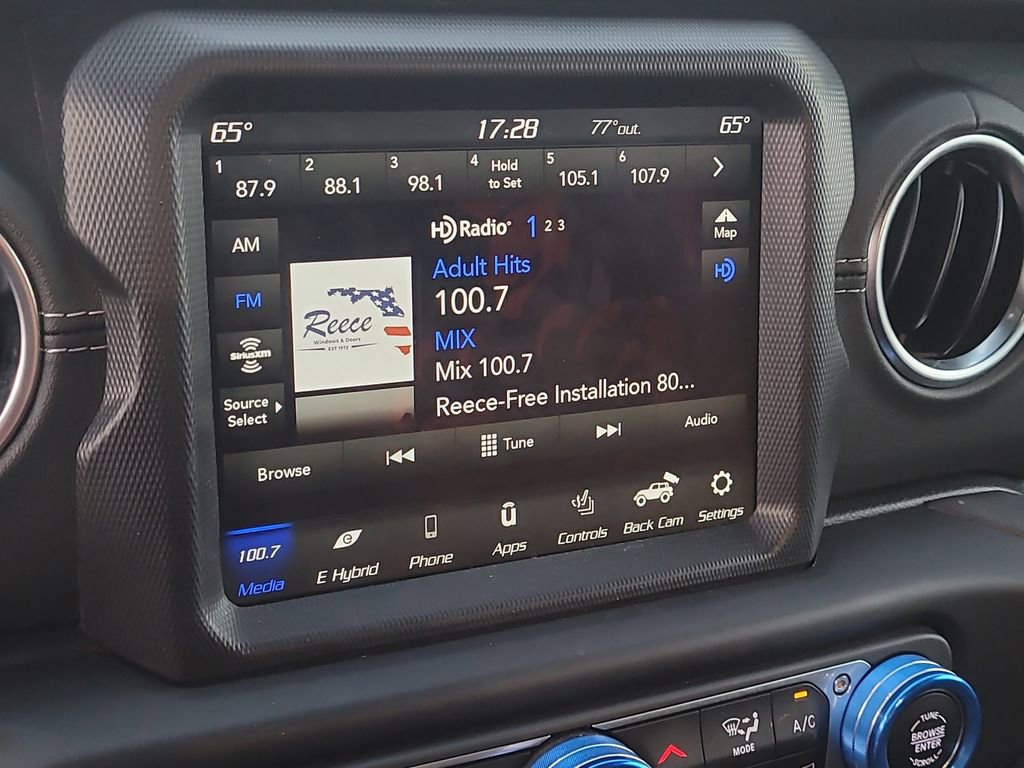 65° 17:28 77°out. 65°
1 87.9 2 88.1 3 98.1 4 Hold to Set 5 105.1 6 107.9
HD Radio 1 2 3
Map
AM
FM
SiriusXM
Source
Select
Reece
Windows & Doors
EST 1972
HD
Adult Hits
100.7
MIX
Mix 100.7
Reece-Free Installation 80...
Browse Tune Audio
100.7
Media E Hybrid Phone Apps Controls Back Cam Settings
MODE A/C
TUNE
BROWSE
ENTER
SCROLL